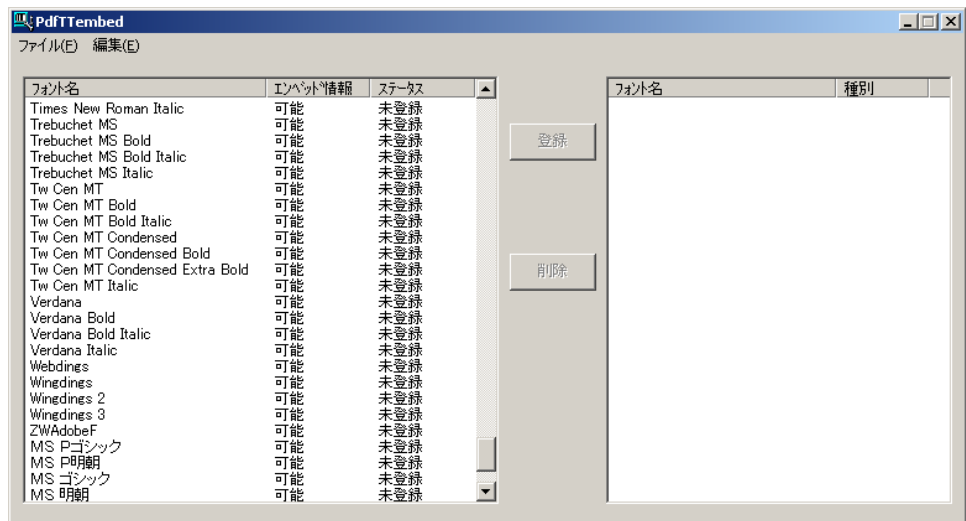 PdfTTembed
ファイル(F) 編集(E)
フォント名 エンベッド情報 ステータス
Times New Roman Italic 可能 未登録
Trebuchet MS 可能 未登録
Trebuchet MS Bold 可能 未登録
Trebuchet MS Bold Italic 可能 未登録
Trebuchet MS Italic 可能 未登録
Tw Cen MT 可能 未登録
Tw Cen MT Bold 可能 未登録
Tw Cen MT Bold Italic 可能 未登録
Tw Cen MT Condensed 可能 未登録
Tw Cen MT Condensed Bold 可能 未登録
Tw Cen MT Condensed Extra Bold 可能 未登録
Tw Cen MT Italic 可能 未登録
Verdana 可能 未登録
Verdana Bold 可能 未登録
Verdana Bold Italic 可能 未登録
Verdana Italic 可能 未登録
Webdings 可能 未登録
Wingdings 可能 未登録
Wingdings 2 可能 未登録
Wingdings 3 可能 未登録
ZWAdobeF 可能 未登録
MS Pゴシック 可能 未登録
MS P明朝 可能 未登録
MS ゴシック 可能 未登録
MS 明朝 可能 未登録
登録
削除
フォント名 種別